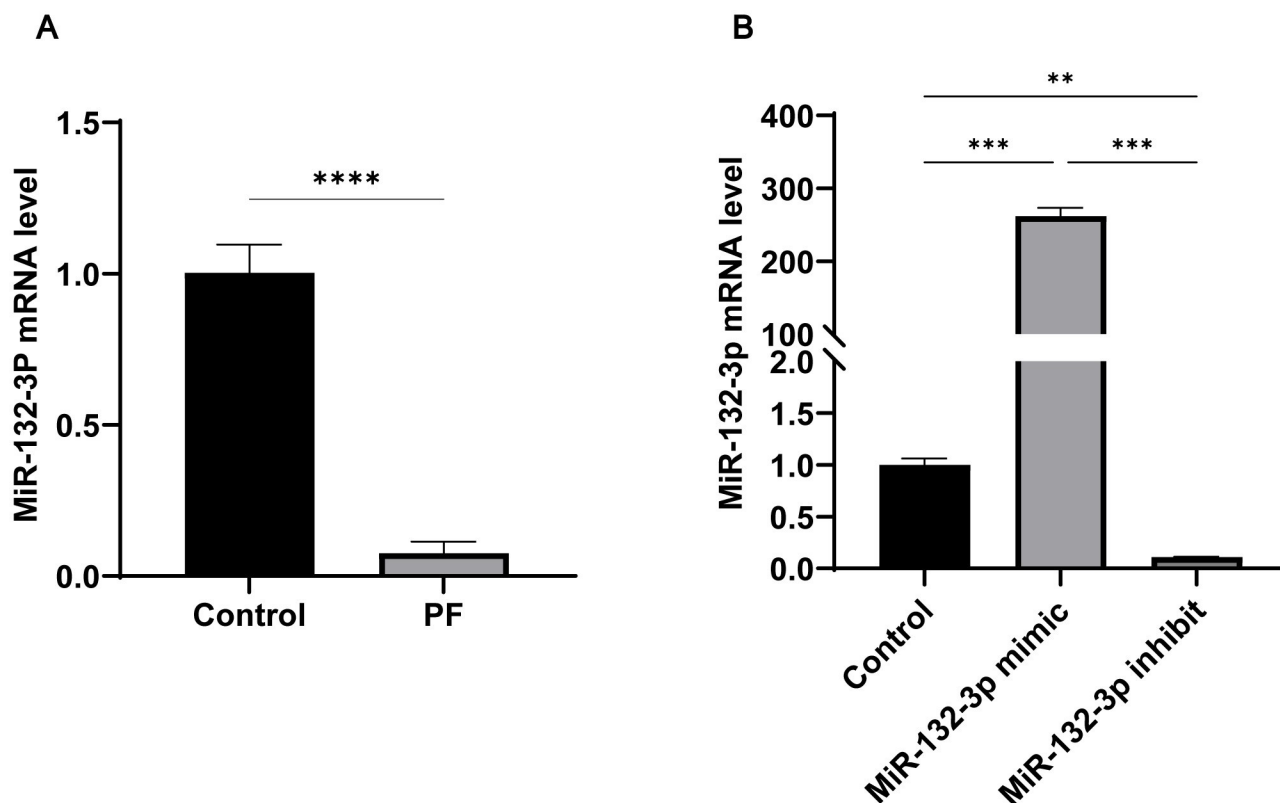 A
MiR-132-3P mRNA level
1.5
1.0
0.5
0.0
****
Control
PF
B
MiR-132-3p mRNA level
400
300
200
100
2.0
1.5
1.0
0.5
0.0
**
***
***
Control
MiR-132-3p mimic
MiR-132-3p inhibit